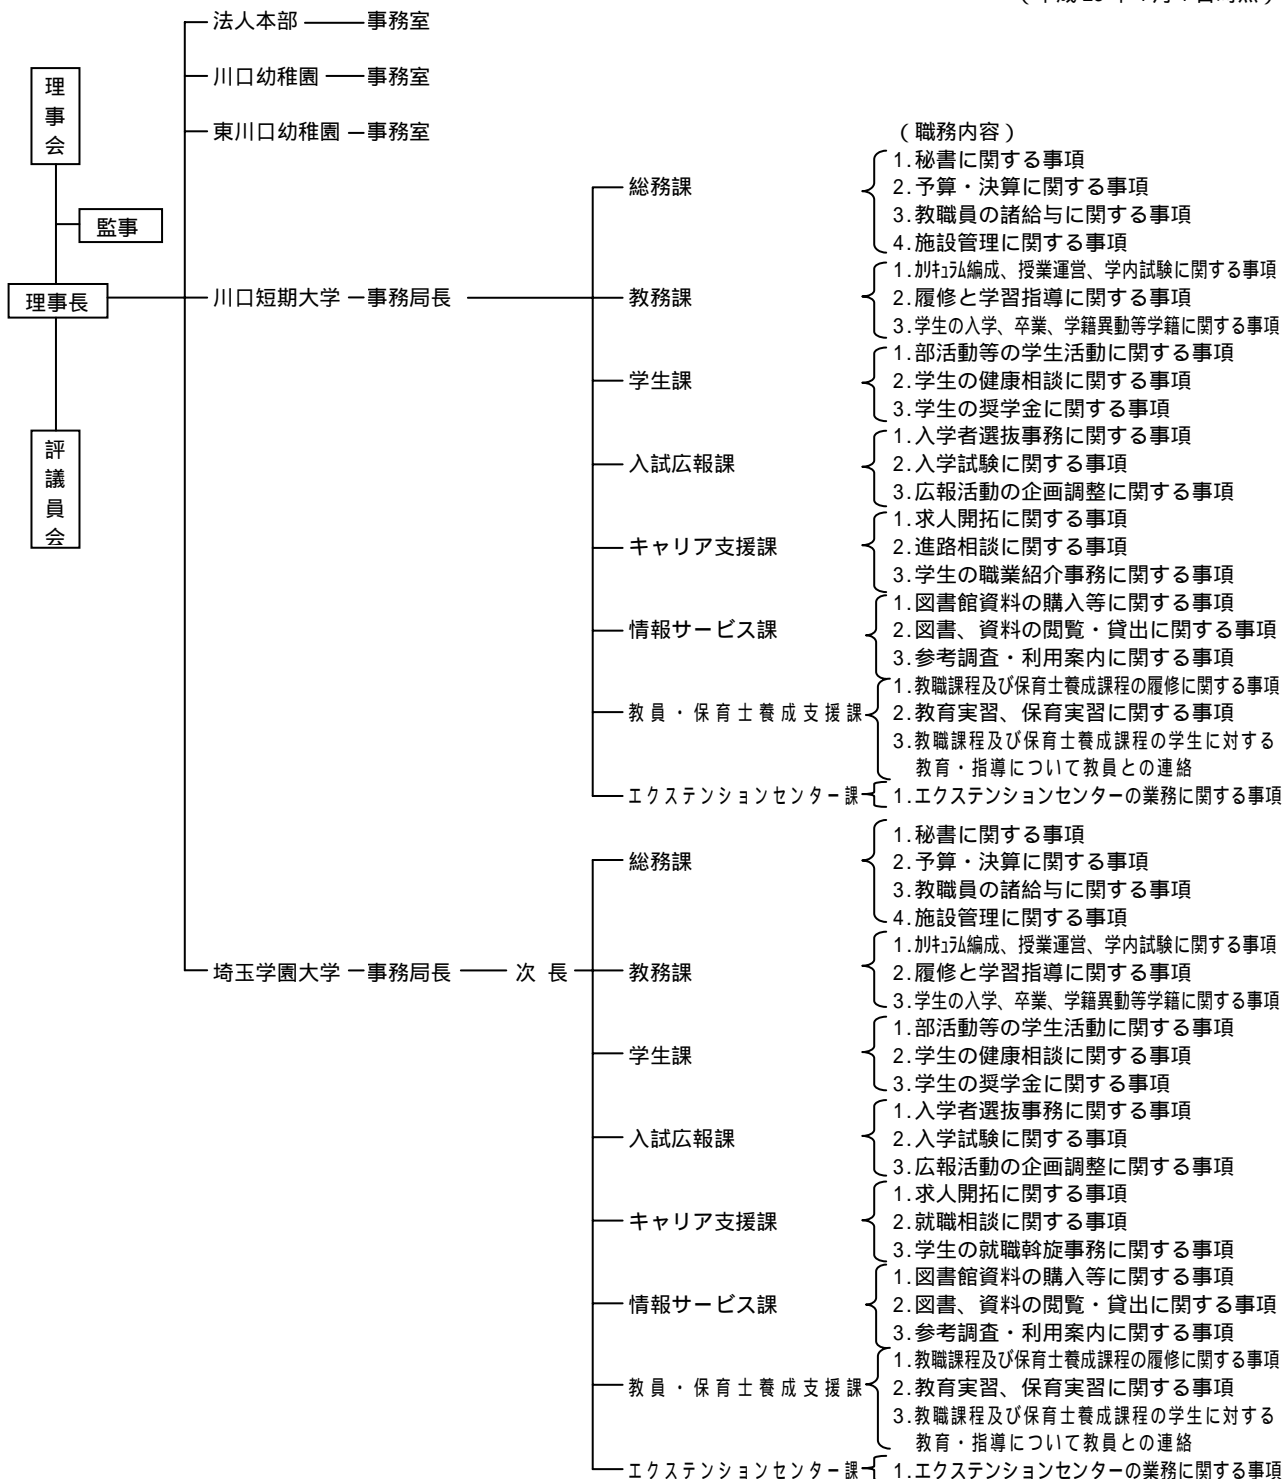 法人本部 事務室
川口幼稚園 事務室
東川口幼稚園 事務室
理事会
監事
理事長
評議員会
川口短期大学 事務局長
(職務内容)
総務課
1.秘書に関する事項
2.予算・決算に関する事項
3.教職員の諸給与に関する事項
4.施設管理に関する事項
教務課
1.ｶﾘｷｭﾗﾑ編成、授業運営、学内試験に関する事項
2.履修と学習指導に関する事項
3.学生の入学、卒業、学籍異動等学籍に関する事項
学生課
1.部活動等の学生活動に関する事項
2.学生の健康相談に関する事項
3.学生の奨学金に関する事項
入試広報課
1.入学者選抜事務に関する事項
2.入学試験に関する事項
3.広報活動の企画調整に関する事項
キャリア支援課
1.求人開拓に関する事項
2.進路相談に関する事項
3.学生の職業紹介事務に関する事項
情報サービス課
1.図書館資料の購入等に関する事項
2.図書、資料の閲覧・貸出に関する事項
3.参考調査・利用案内に関する事項
教員・保育士養成支援課
1.教職課程及び保育士養成課程の履修に関する事項
2.教育実習、保育実習に関する事項
3.教職課程及び保育士養成課程の学生に対する
教育・指導について教員との連絡
エクステンションセンター課
1.エクステンションセンターの業務に関する事項
埼玉学園大学 事務局長 次長
総務課
1.秘書に関する事項
2.予算・決算に関する事項
3.教職員の諸給与に関する事項
4.施設管理に関する事項
教務課
1.ｶﾘｷｭﾗﾑ編成、授業運営、学内試験に関する事項
2.履修と学習指導に関する事項
3.学生の入学、卒業、学籍異動等学籍に関する事項
学生課
1.部活動等の学生活動に関する事項
2.学生の健康相談に関する事項
3.学生の奨学金に関する事項
入試広報課
1.入学者選抜事務に関する事項
2.入学試験に関する事項
3.広報活動の企画調整に関する事項
キャリア支援課
1.求人開拓に関する事項
2.就職相談に関する事項
3.学生の就職斡旋事務に関する事項
情報サービス課
1.図書館資料の購入等に関する事項
2.図書、資料の閲覧・貸出に関する事項
3.参考調査・利用案内に関する事項
教員・保育士養成支援課
1.教職課程及び保育士養成課程の履修に関する事項
2.教育実習、保育実習に関する事項
3.教職課程及び保育士養成課程の学生に対する
教育・指導について教員との連絡
エクステンションセンター課
1.エクステンションセンターの業務に関する事項